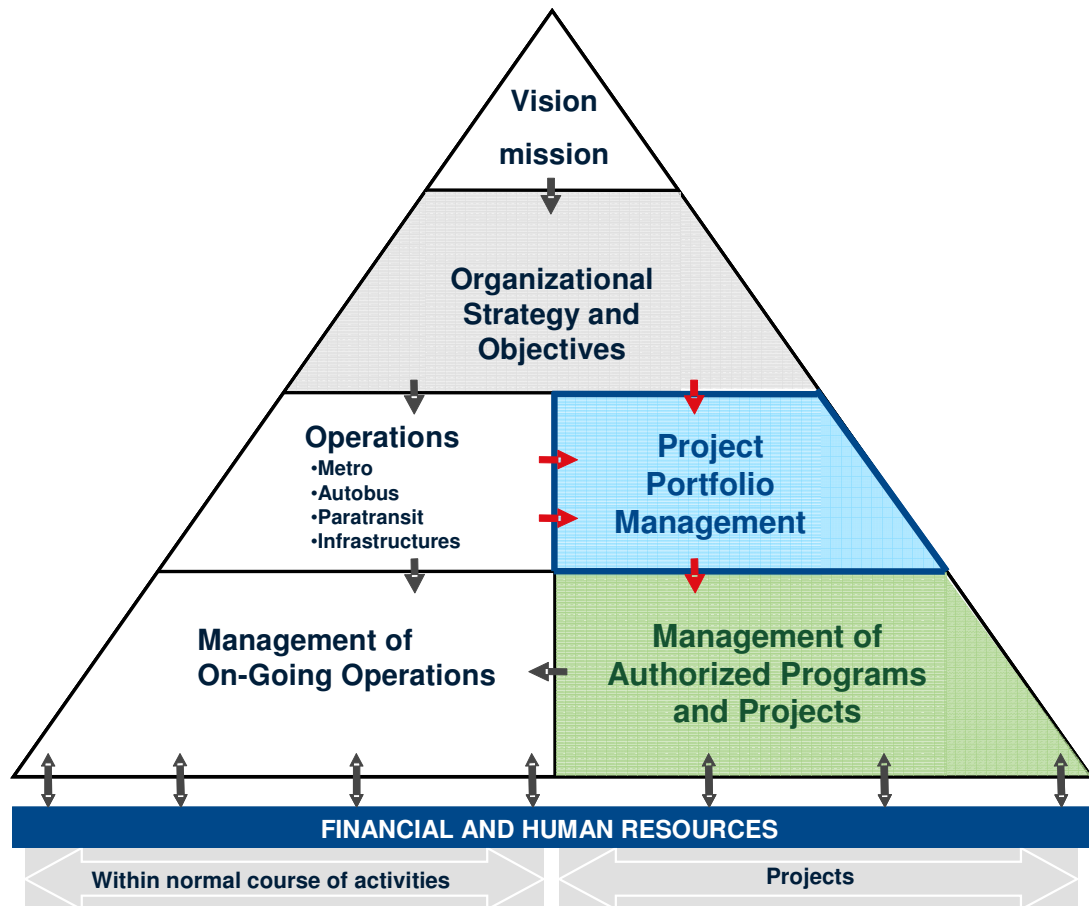 Vision
mission
Organizational
Strategy and
Objectives
Operations
•Metro
•Autobus
•Paratransit
•Infrastructures
Project
Portfolio
Management
Management of
On-Going Operations
Management of
Authorized Programs
and Projects
FINANCIAL AND HUMAN RESOURCES
Within normal course of activities
Projects